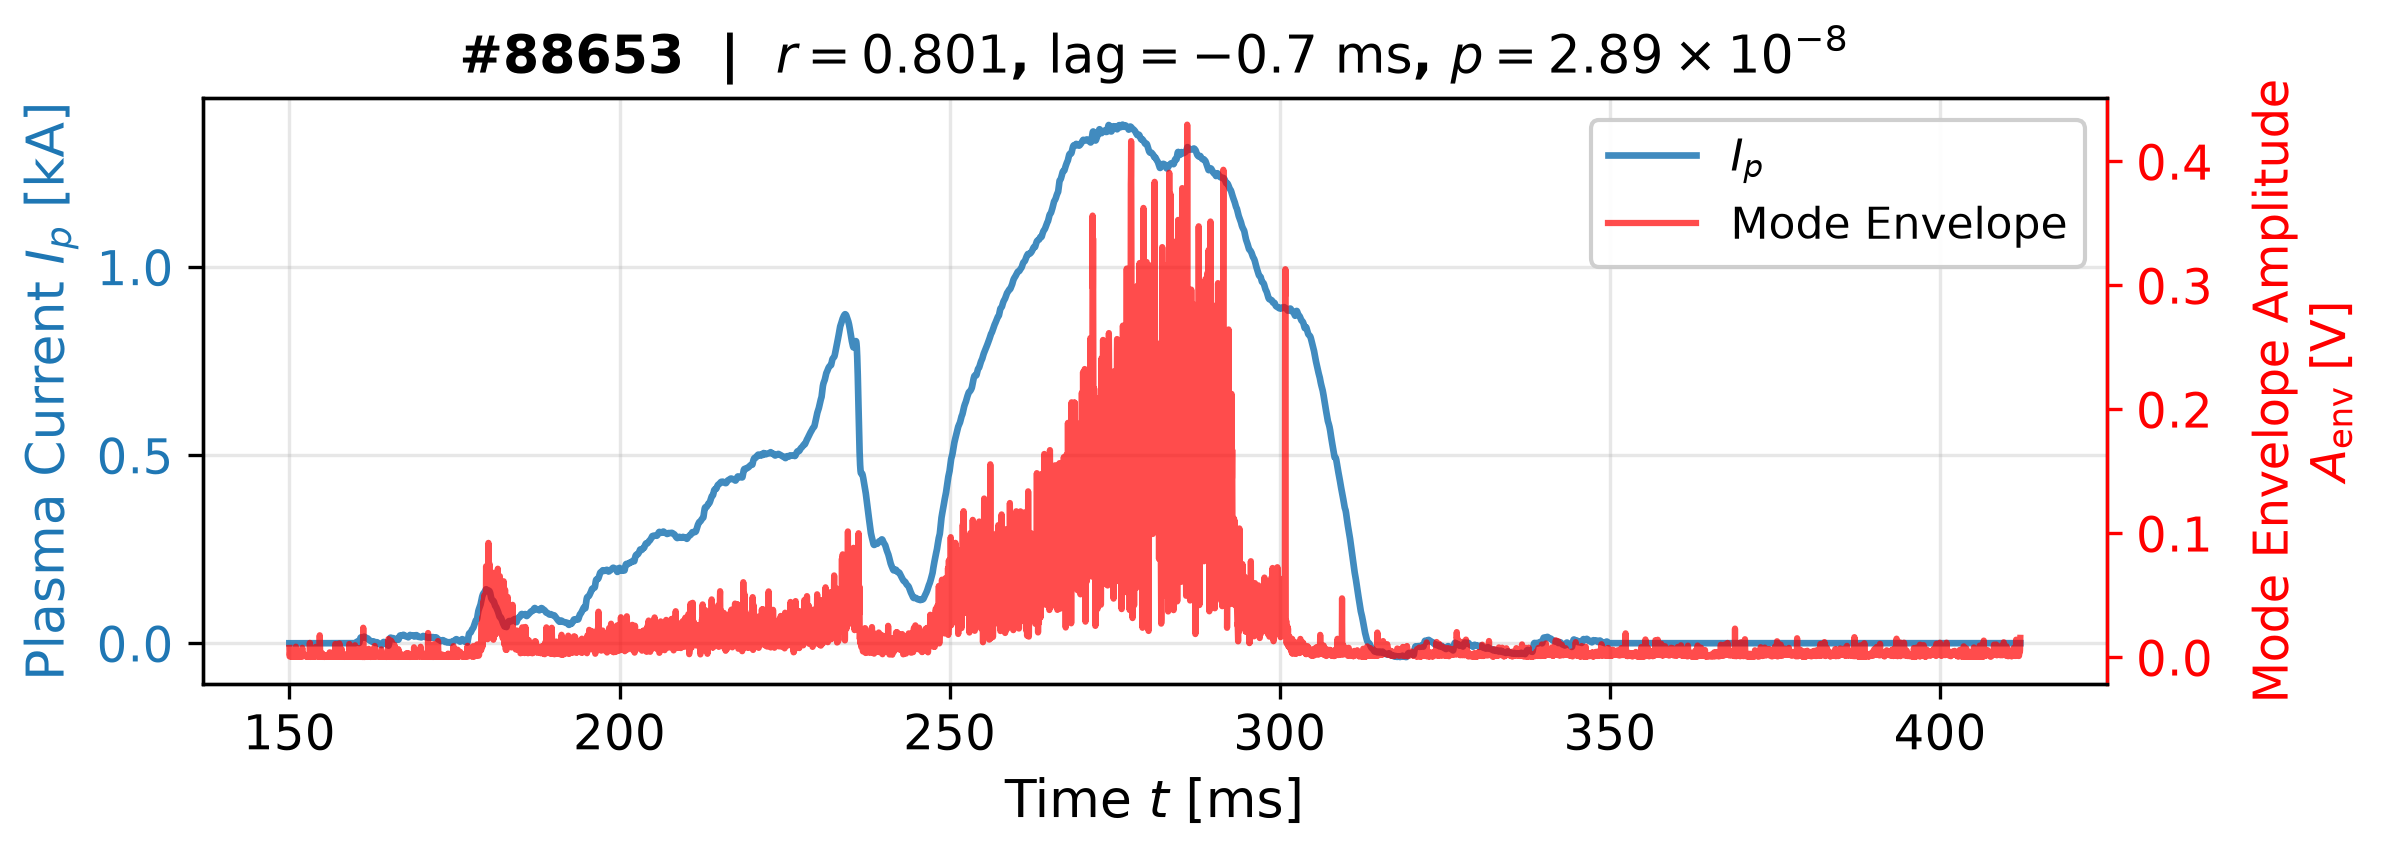 #88653 | r = 0.801, lag = −0.7 ms, p = 2.89 × 10⁻⁸
Plasma Current Iₚ [kA]
1.0
0.5
0.0
Iₚ
Mode Envelope
0.4
0.3
0.2
0.1
0.0
Mode Envelope Amplitude
A_env [V]
150 200 250 300 350 400
Time t [ms]